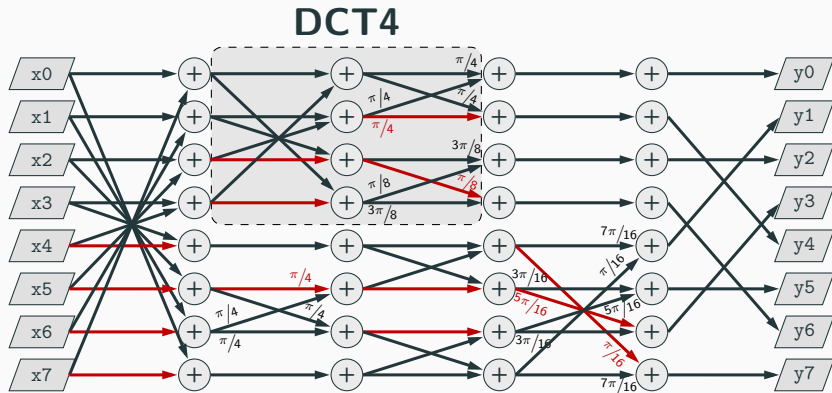 DCT4
x0 + + π/4 + + y0
x1 + π/4 + π/4 + + y1
π/4
x2 + + 3π/8 + + y2
x3 + π/8 + π/8 + + y3
3π/8
x4 + + + 7π/16 + y4
x5 + π/4 + 3π/16 + π/16 + y5
π/4 π/4 5π/16 5π/16
x6 + π/4 + + 3π/16 + y6
π/16
x7 + + + 7π/16 + y7